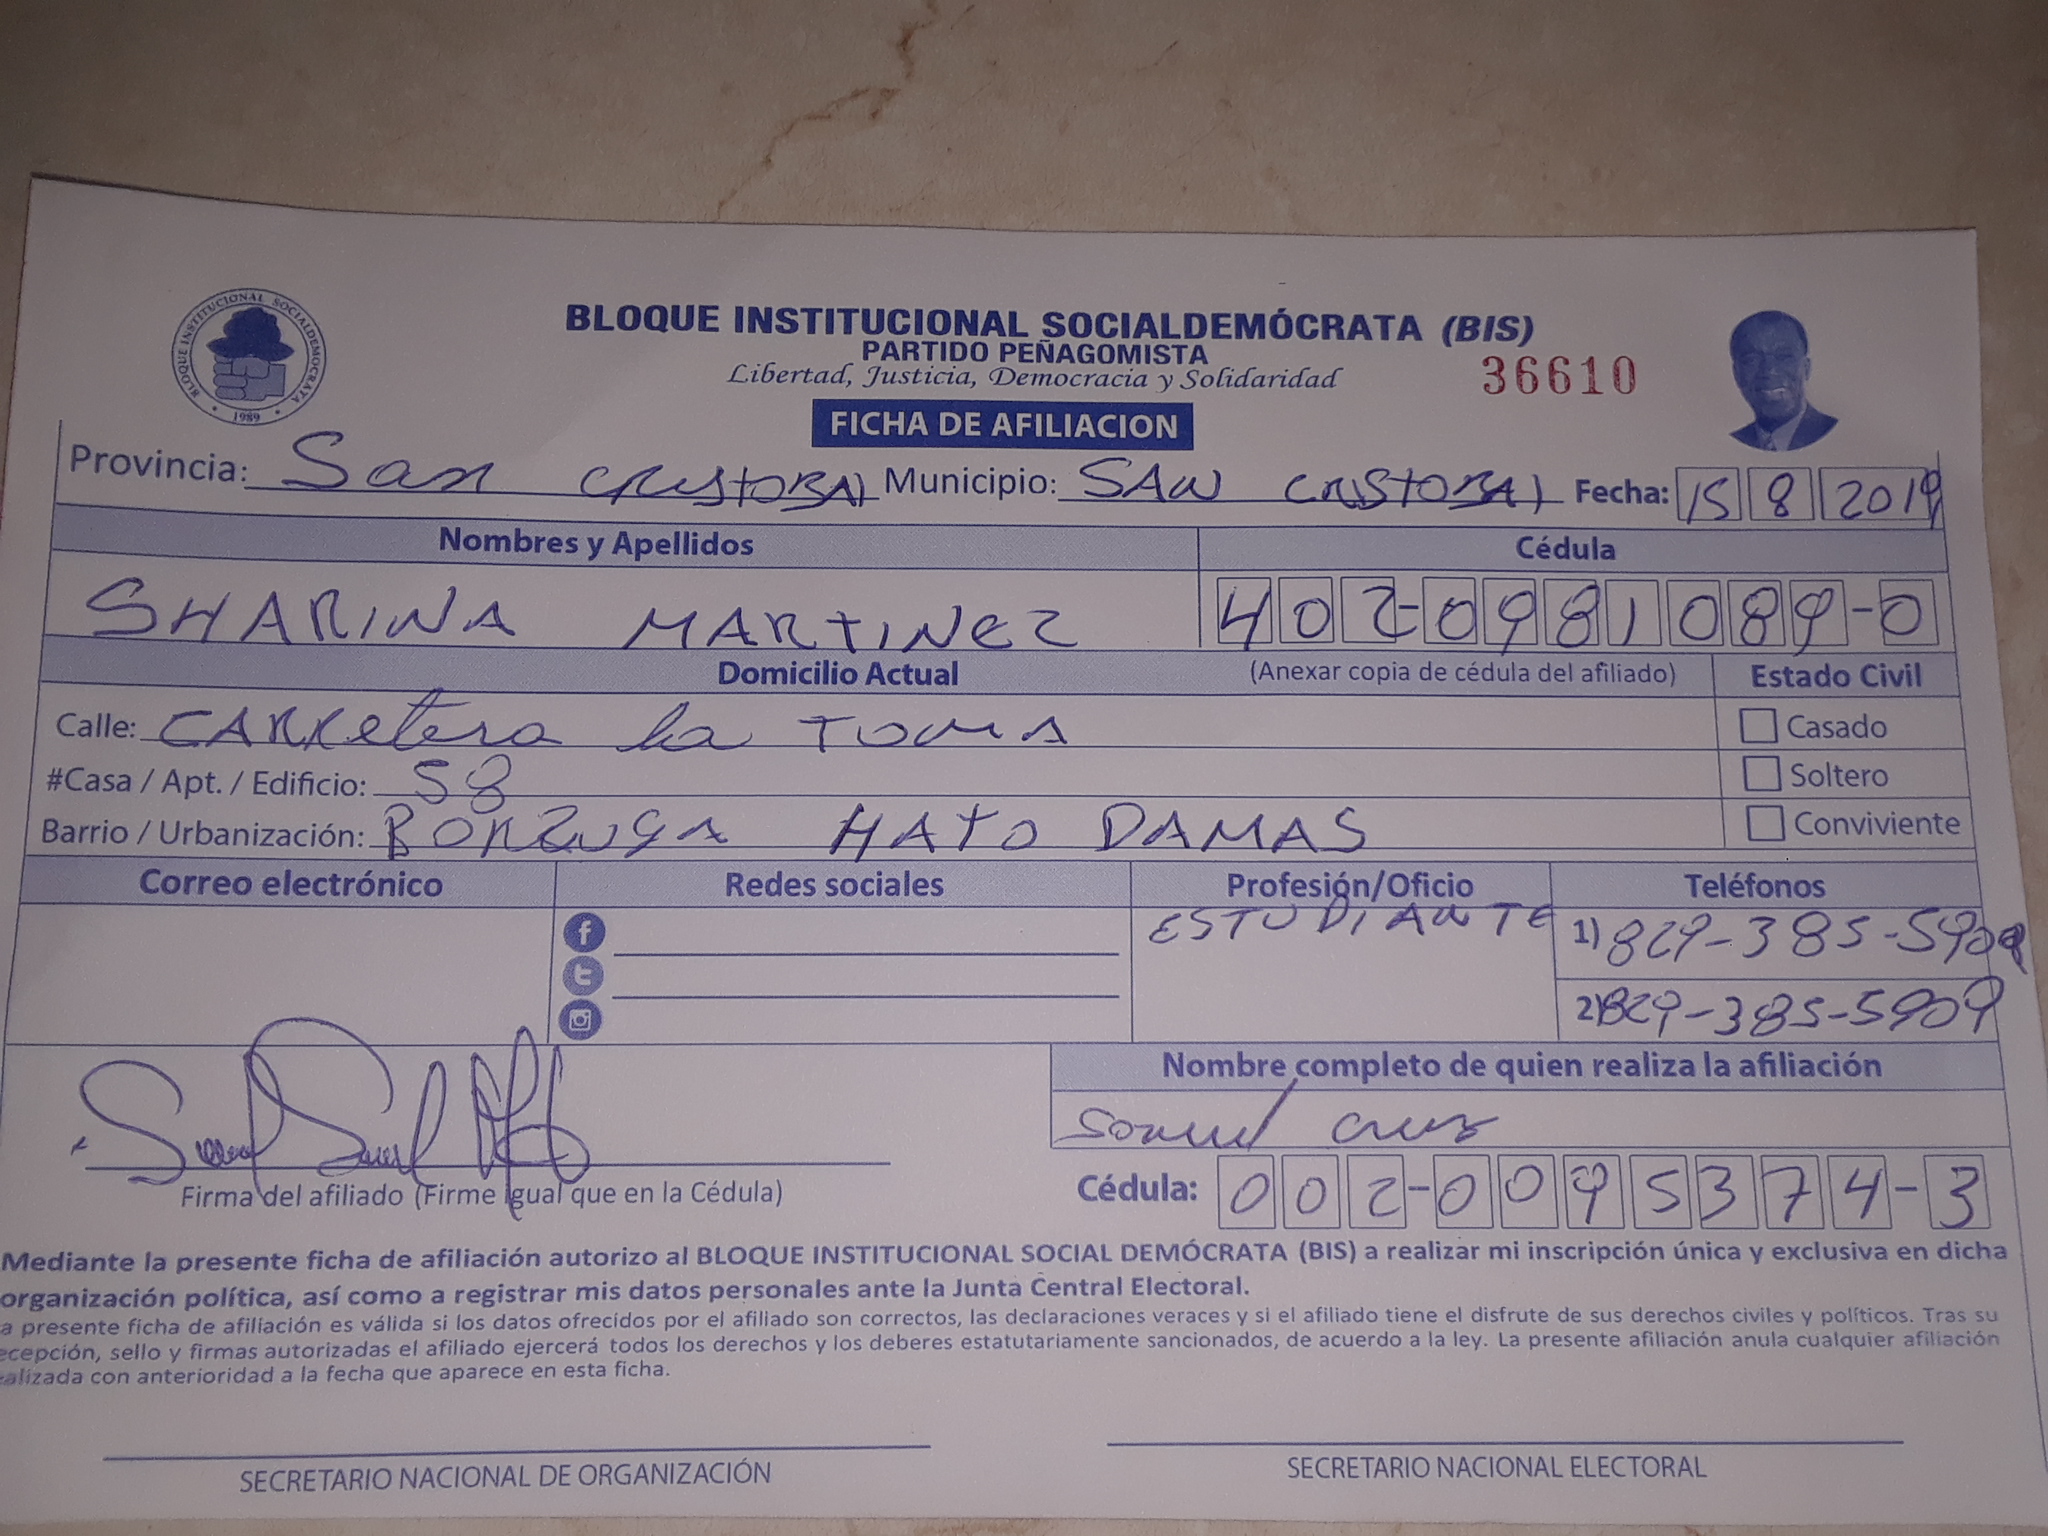 BLOQUE INSTITUCIONAL SOCIALDEMOCRATA
1989
BLOQUE INSTITUCIONAL SOCIALDEMÓCRATA (BIS)
PARTIDO PEÑAGOMISTA
Libertad, Justicia, Democracia y Solidaridad
36610
FICHA DE AFILIACION
Provincia: San CRISTOBAl Municipio: SAN CRISTOBAl Fecha: 15 8 2019
Nombres y Apellidos Cédula
SHARINA MARTINEZ 402-0981089-0
Domicilio Actual (Anexar copia de cédula del afiliado) Estado Civil
Calle: CARRetera la TOMA Casado
#Casa / Apt. / Edificio: 58 Soltero
Barrio / Urbanización: HATO DAMAS Conviviente
Correo electrónico Redes sociales Profesión/Oficio Teléfonos
ESTUDIANTE 1) 829-385-5909
2) 829-385-5909
Nombre completo de quien realiza la afiliación
Cruz
Firma del afiliado (Firme igual que en la Cédula) Cédula: 002-0095374-3
Mediante la presente ficha de afiliación autorizo al BLOQUE INSTITUCIONAL SOCIAL DEMÓCRATA (BIS) a realizar mi inscripción única y exclusiva en dicha
organización política, así como a registrar mis datos personales ante la Junta Central Electoral.
a presente ficha de afiliación es válida si los datos ofrecidos por el afiliado son correctos, las declaraciones veraces y si el afiliado tiene el disfrute de sus derechos civiles y políticos. Tras su
ecepción, sello y firmas autorizadas el afiliado ejercerá todos los derechos y los deberes estatutariamente sancionados, de acuerdo a la ley. La presente afiliación anula cualquier afiliación
alizada con anterioridad a la fecha que aparece en esta ficha.
SECRETARIO NACIONAL DE ORGANIZACIÓN SECRETARIO NACIONAL ELECTORAL